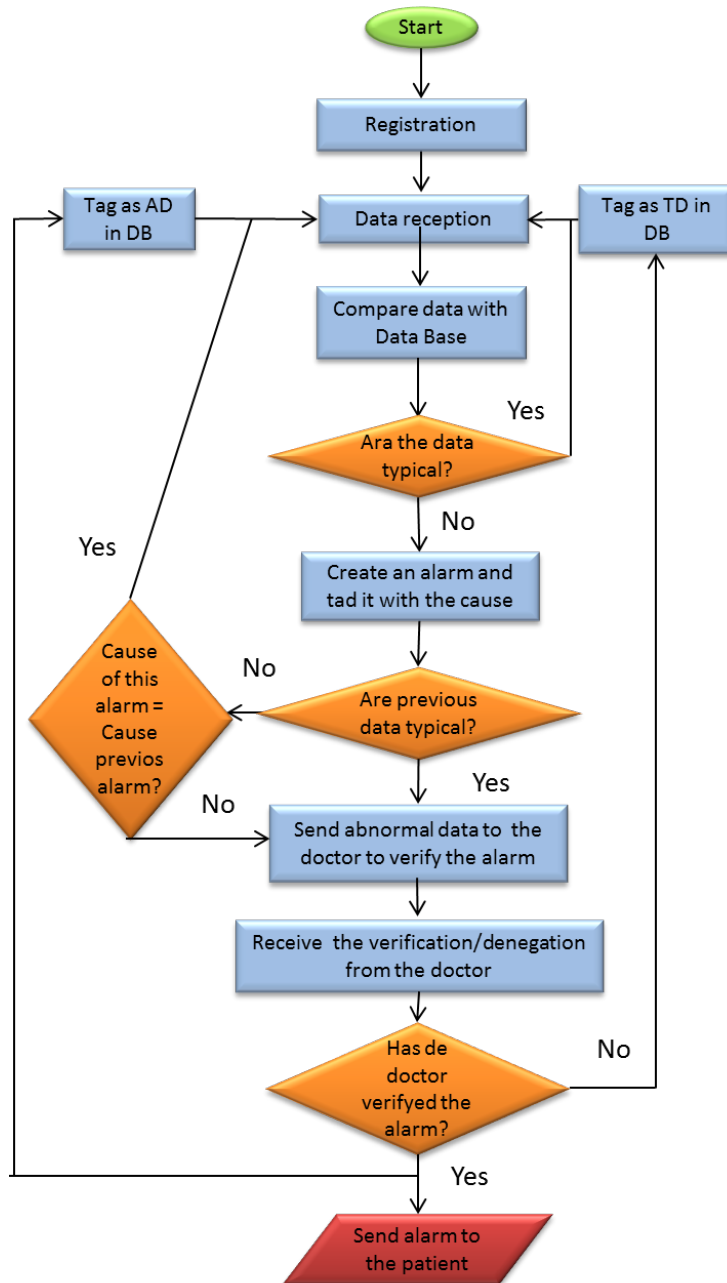 Start
Registration
Tag as AD
in DB
Data reception
Tag as TD in
DB
Compare data with
Data Base
Yes
Ara the data
typical?
No
Yes
Create an alarm and
tad it with the cause
Cause
of this
alarm =
Cause
previos
alarm?
No
Are previous
data typical?
Yes
No
Send abnormal data to the
doctor to verify the alarm
Receive the verification/denegation
from the doctor
Has de
doctor
verifyed the
alarm?
No
Yes
Send alarm to
the patient